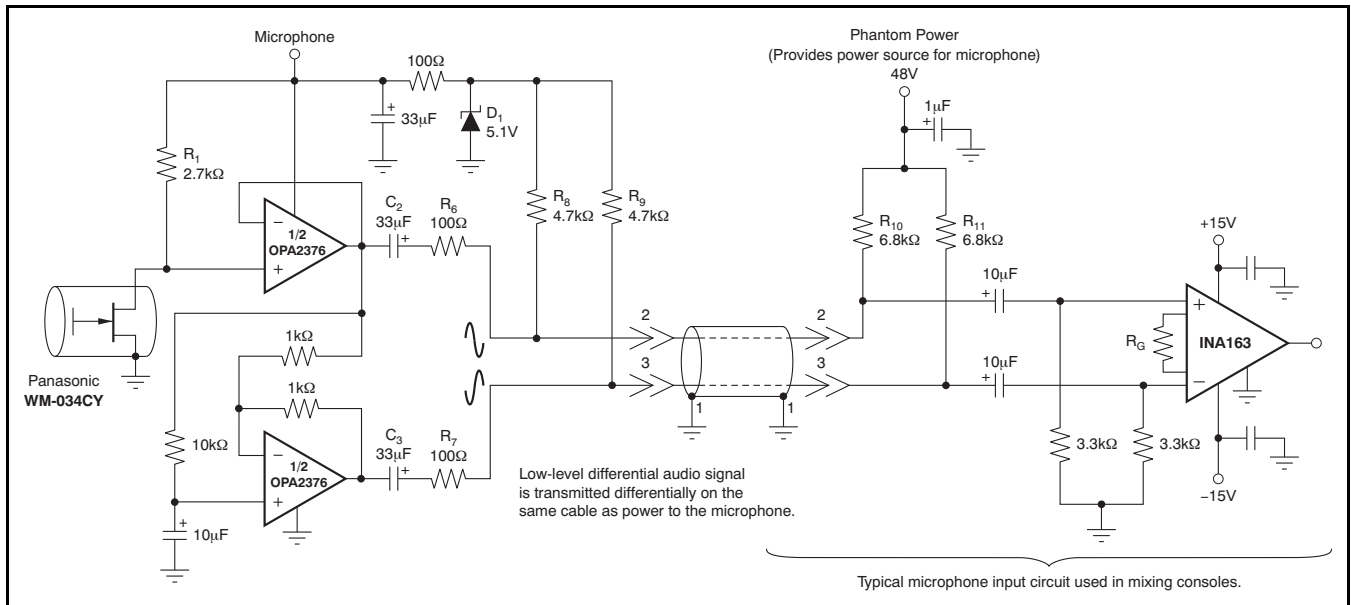 Microphone
100Ω
+
33μF
D1
5.1V
R1
2.7kΩ
−
1/2
OPA2376
+
C2
33μF
+
R6
100Ω
R8
4.7kΩ
R9
4.7kΩ
Panasonic
WM-034CY
1kΩ
1kΩ
10kΩ
−
1/2
OPA2376
+
C3
33μF
+
R7
100Ω
+
10μF
2
3
1
1
2
3
Low-level differential audio signal
is transmitted differentially on the
same cable as power to the microphone.
Phantom Power
(Provides power source for microphone)
48V
1μF
+
R10
6.8kΩ
R11
6.8kΩ
10μF
+
10μF
+
3.3kΩ
3.3kΩ
+15V
+
RG
INA163
−
−15V
Typical microphone input circuit used in mixing consoles.